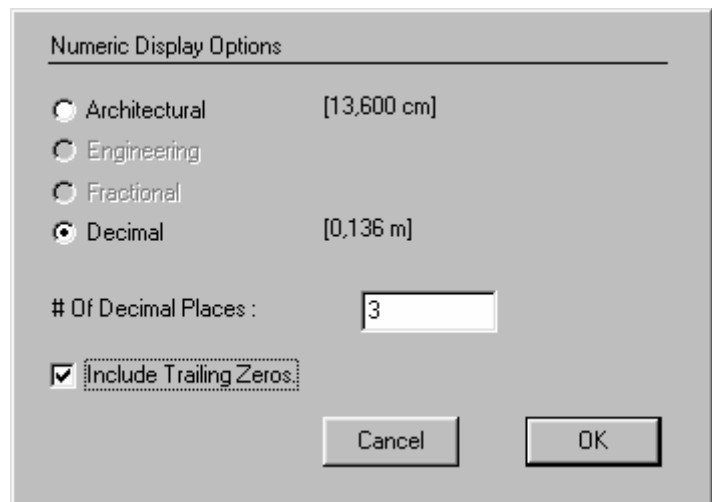 Numeric Display Options
Architectural [13,600 cm]
Engineering
Fractional
Decimal [0,136 m]
# Of Decimal Places : 3
Include Trailing Zeros.
Cancel OK